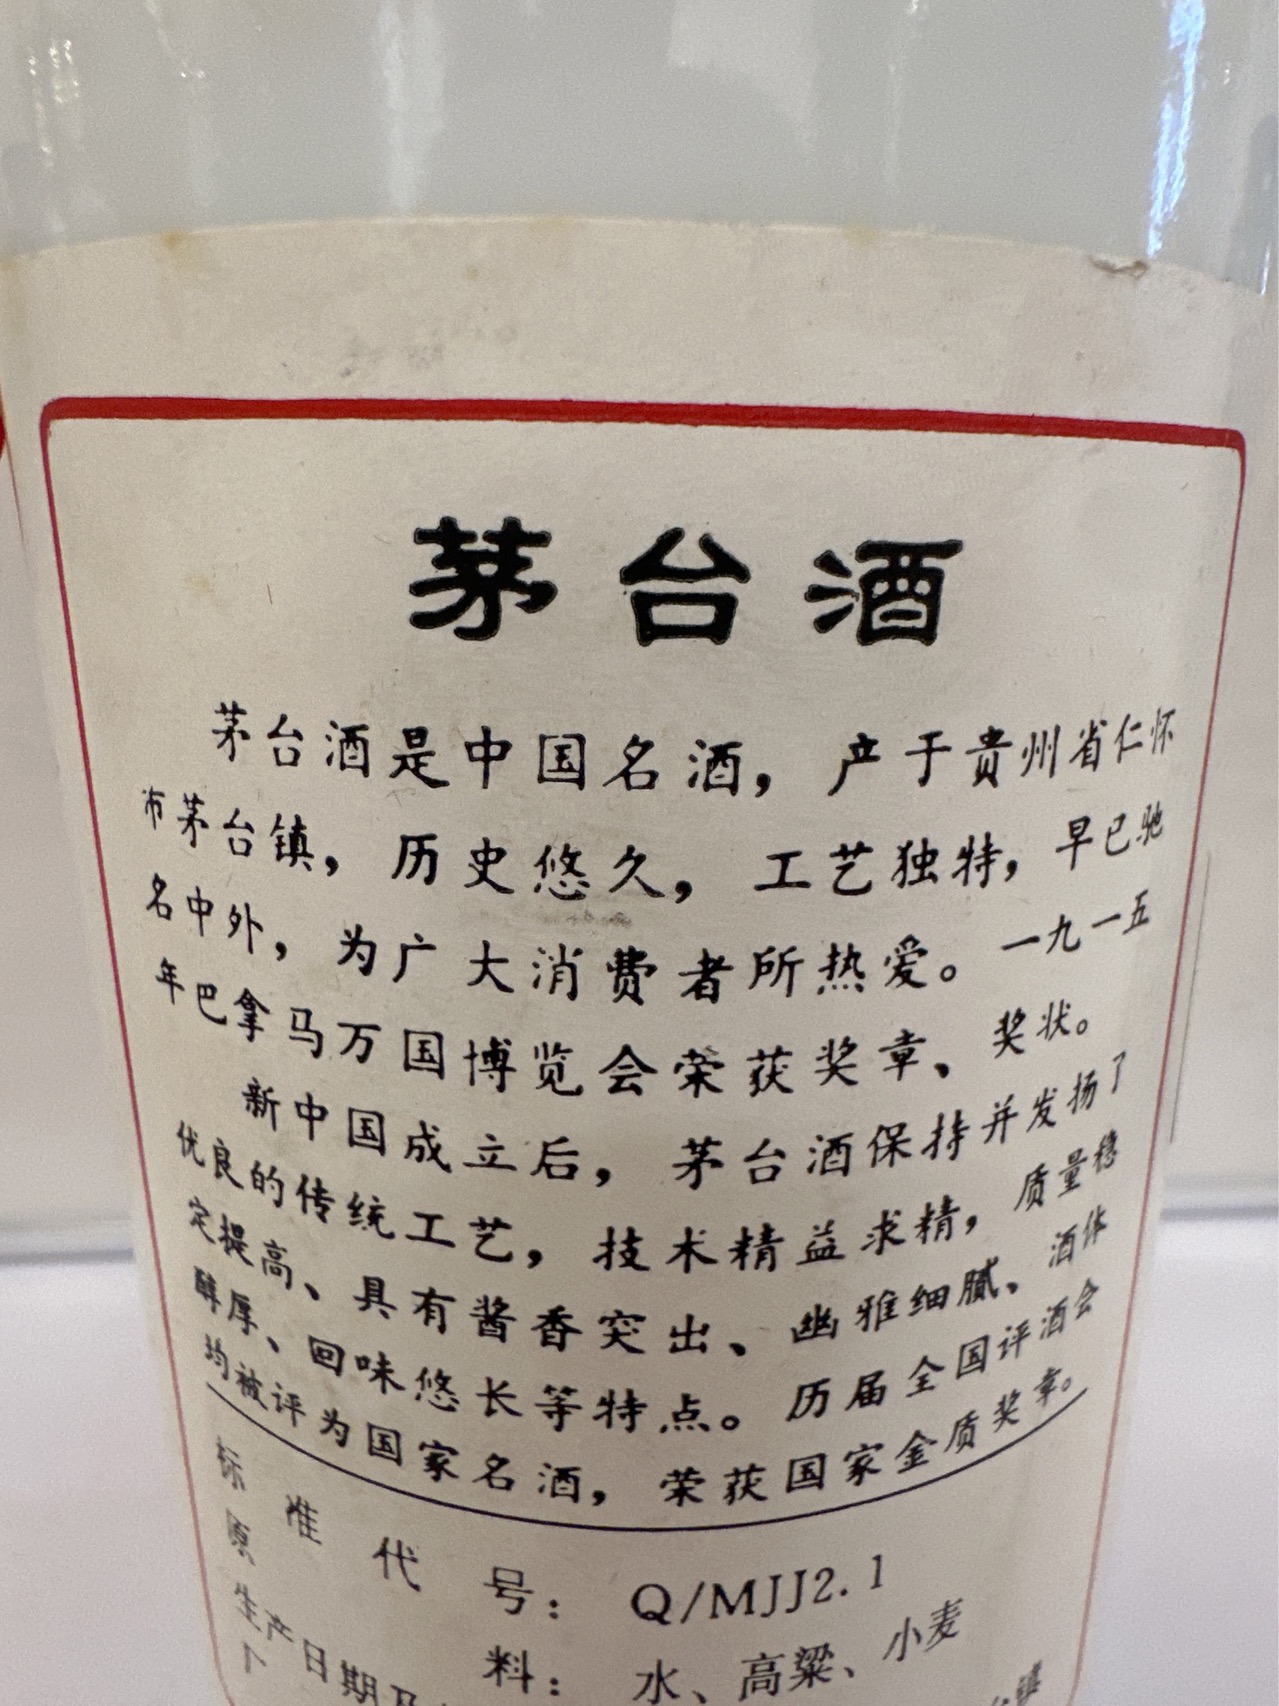 茅台酒
茅台酒是中国名酒，产于贵州省仁怀
市茅台镇，历史悠久，工艺独特，早已驰
名中外，为广大消费者所热爱。一九一五
年巴拿马万国博览会荣获奖章、奖状。
新中国成立后，茅台酒保持并发扬了
优良的传统工艺，技术精益求精，质量稳
定提高、具有酱香突出、幽雅细腻、酒体
醇厚、回味悠长等特点。历届全国评酒会
均被评为国家名酒，荣获国家金质奖章。
标准代号：Q/MJJ2.1
原料：水、高粱、小麦
生产日期及
镇